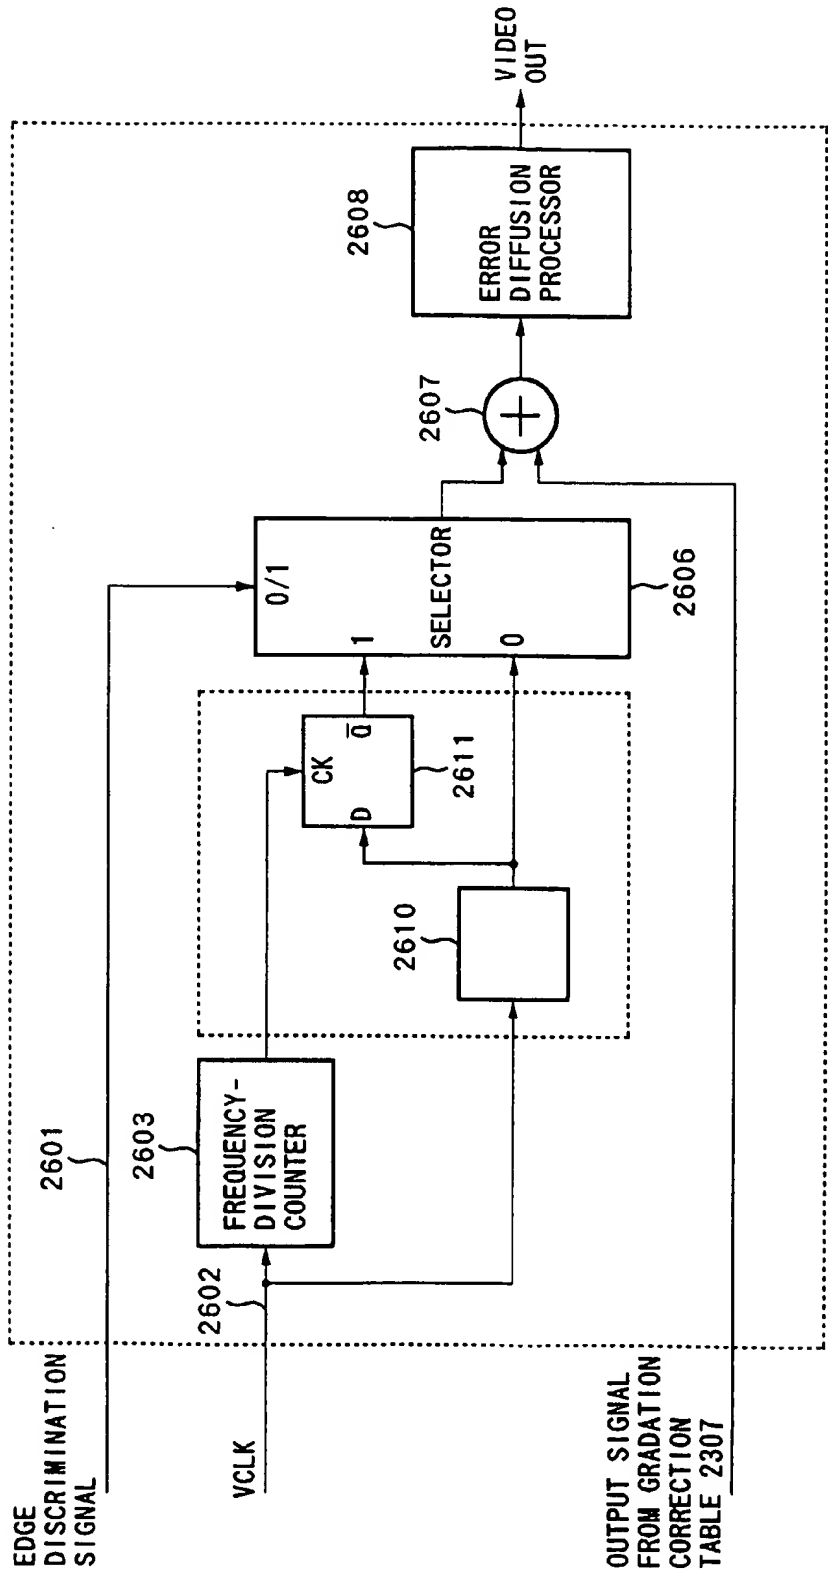 EDGE
DISCRIMINATION
SIGNAL
2601
VCLK
2602
2603
FREQUENCY-
DIVISION
COUNTER
2610
CK
D
Q̅
2611
0/1
1
SELECTOR
0
2606
2607
+
2608
ERROR
DIFFUSION
PROCESSOR
VIDEO
OUT
OUTPUT SIGNAL
FROM GRADATION
CORRECTION
TABLE 2307